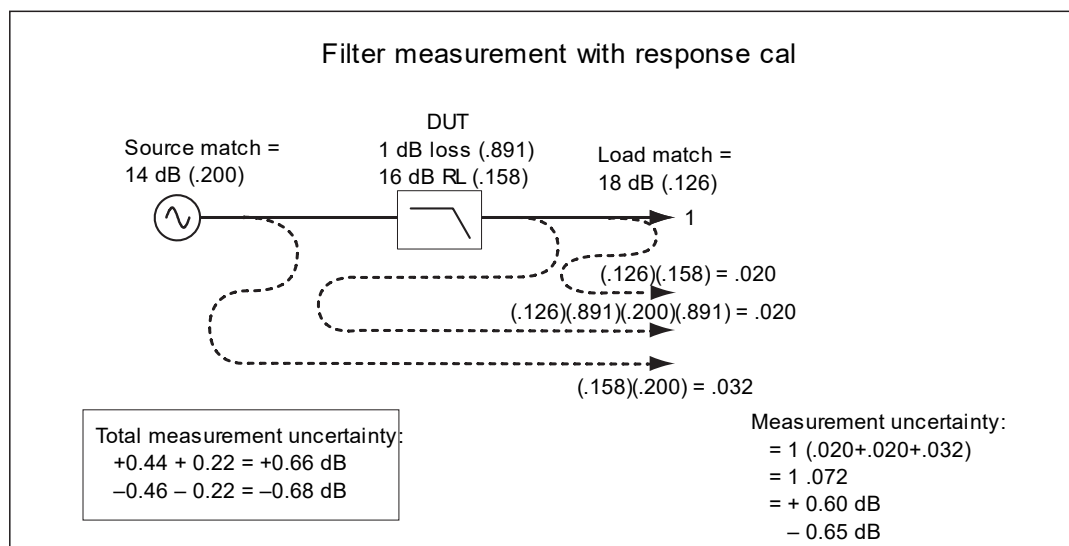 Filter measurement with response cal
DUT
Source match =
14 dB (.200)
1 dB loss (.891)
16 dB RL (.158)
Load match =
18 dB (.126)
1
(.126)(.158) = .020
(.126)(.891)(.200)(.891) = .020
(.158)(.200) = .032
Total measurement uncertainty:
+0.44 + 0.22 = +0.66 dB
–0.46 – 0.22 = –0.68 dB
Measurement uncertainty:
= 1 (.020+.020+.032)
= 1 .072
= + 0.60 dB
– 0.65 dB